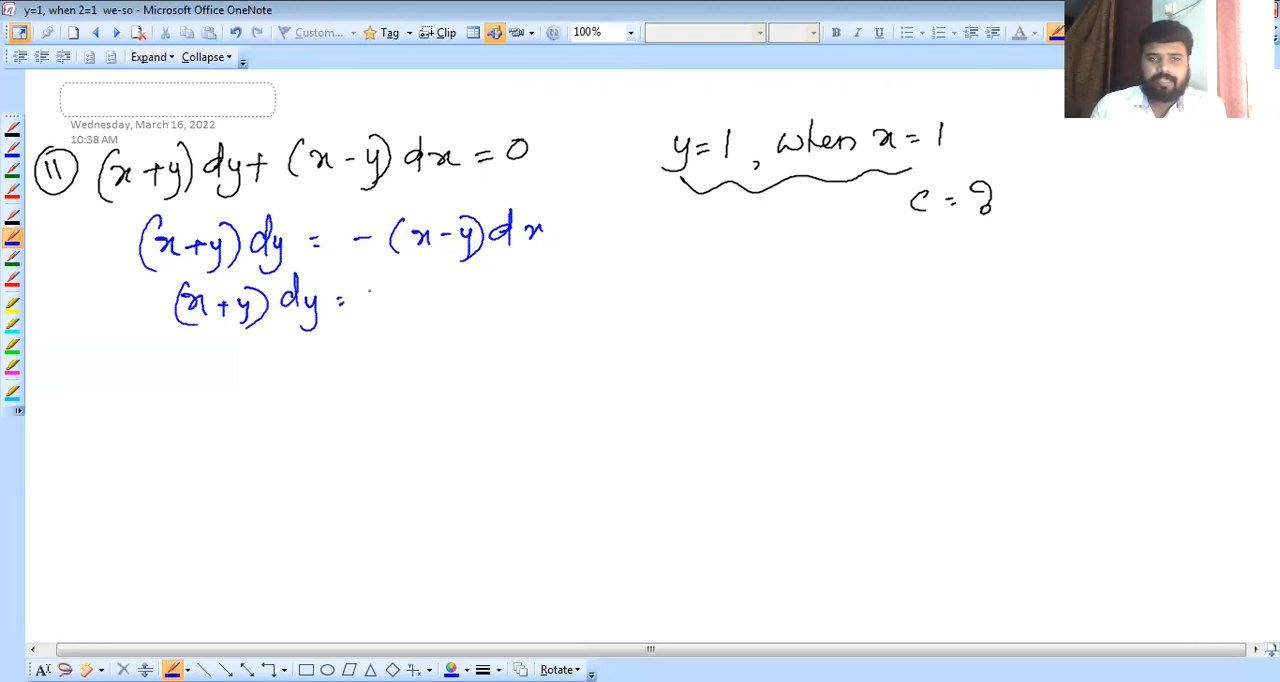 y=1, when 2=1 we-so - Microsoft Office OneNote
Custom... Tag Clip 100% B I U A
Expand Collapse
Wednesday, March 16, 2022
10:38 AM
11 (x+y) dy + (x-y) dx = 0
y=1, when x=1
c = ?
(x+y) dy = -(x-y) dx
(x+y) dy =
Rotate